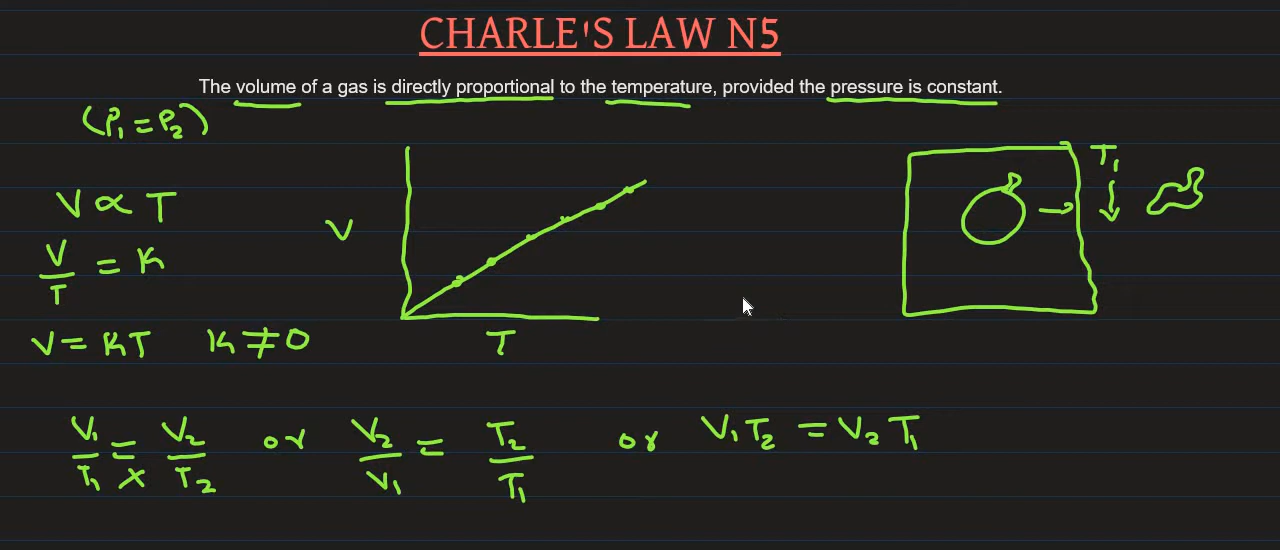 CHARLE'S LAW N5
The volume of a gas is directly proportional to the temperature, provided the pressure is constant.
(P₁ = P₂)
V ∝ T
V/T = K
V = KT K ≠ 0
V
T
T₁
V₁/T₁ = V₂/T₂ or V₂/V₁ = T₂/T₁ or V₁T₂ = V₂T₁